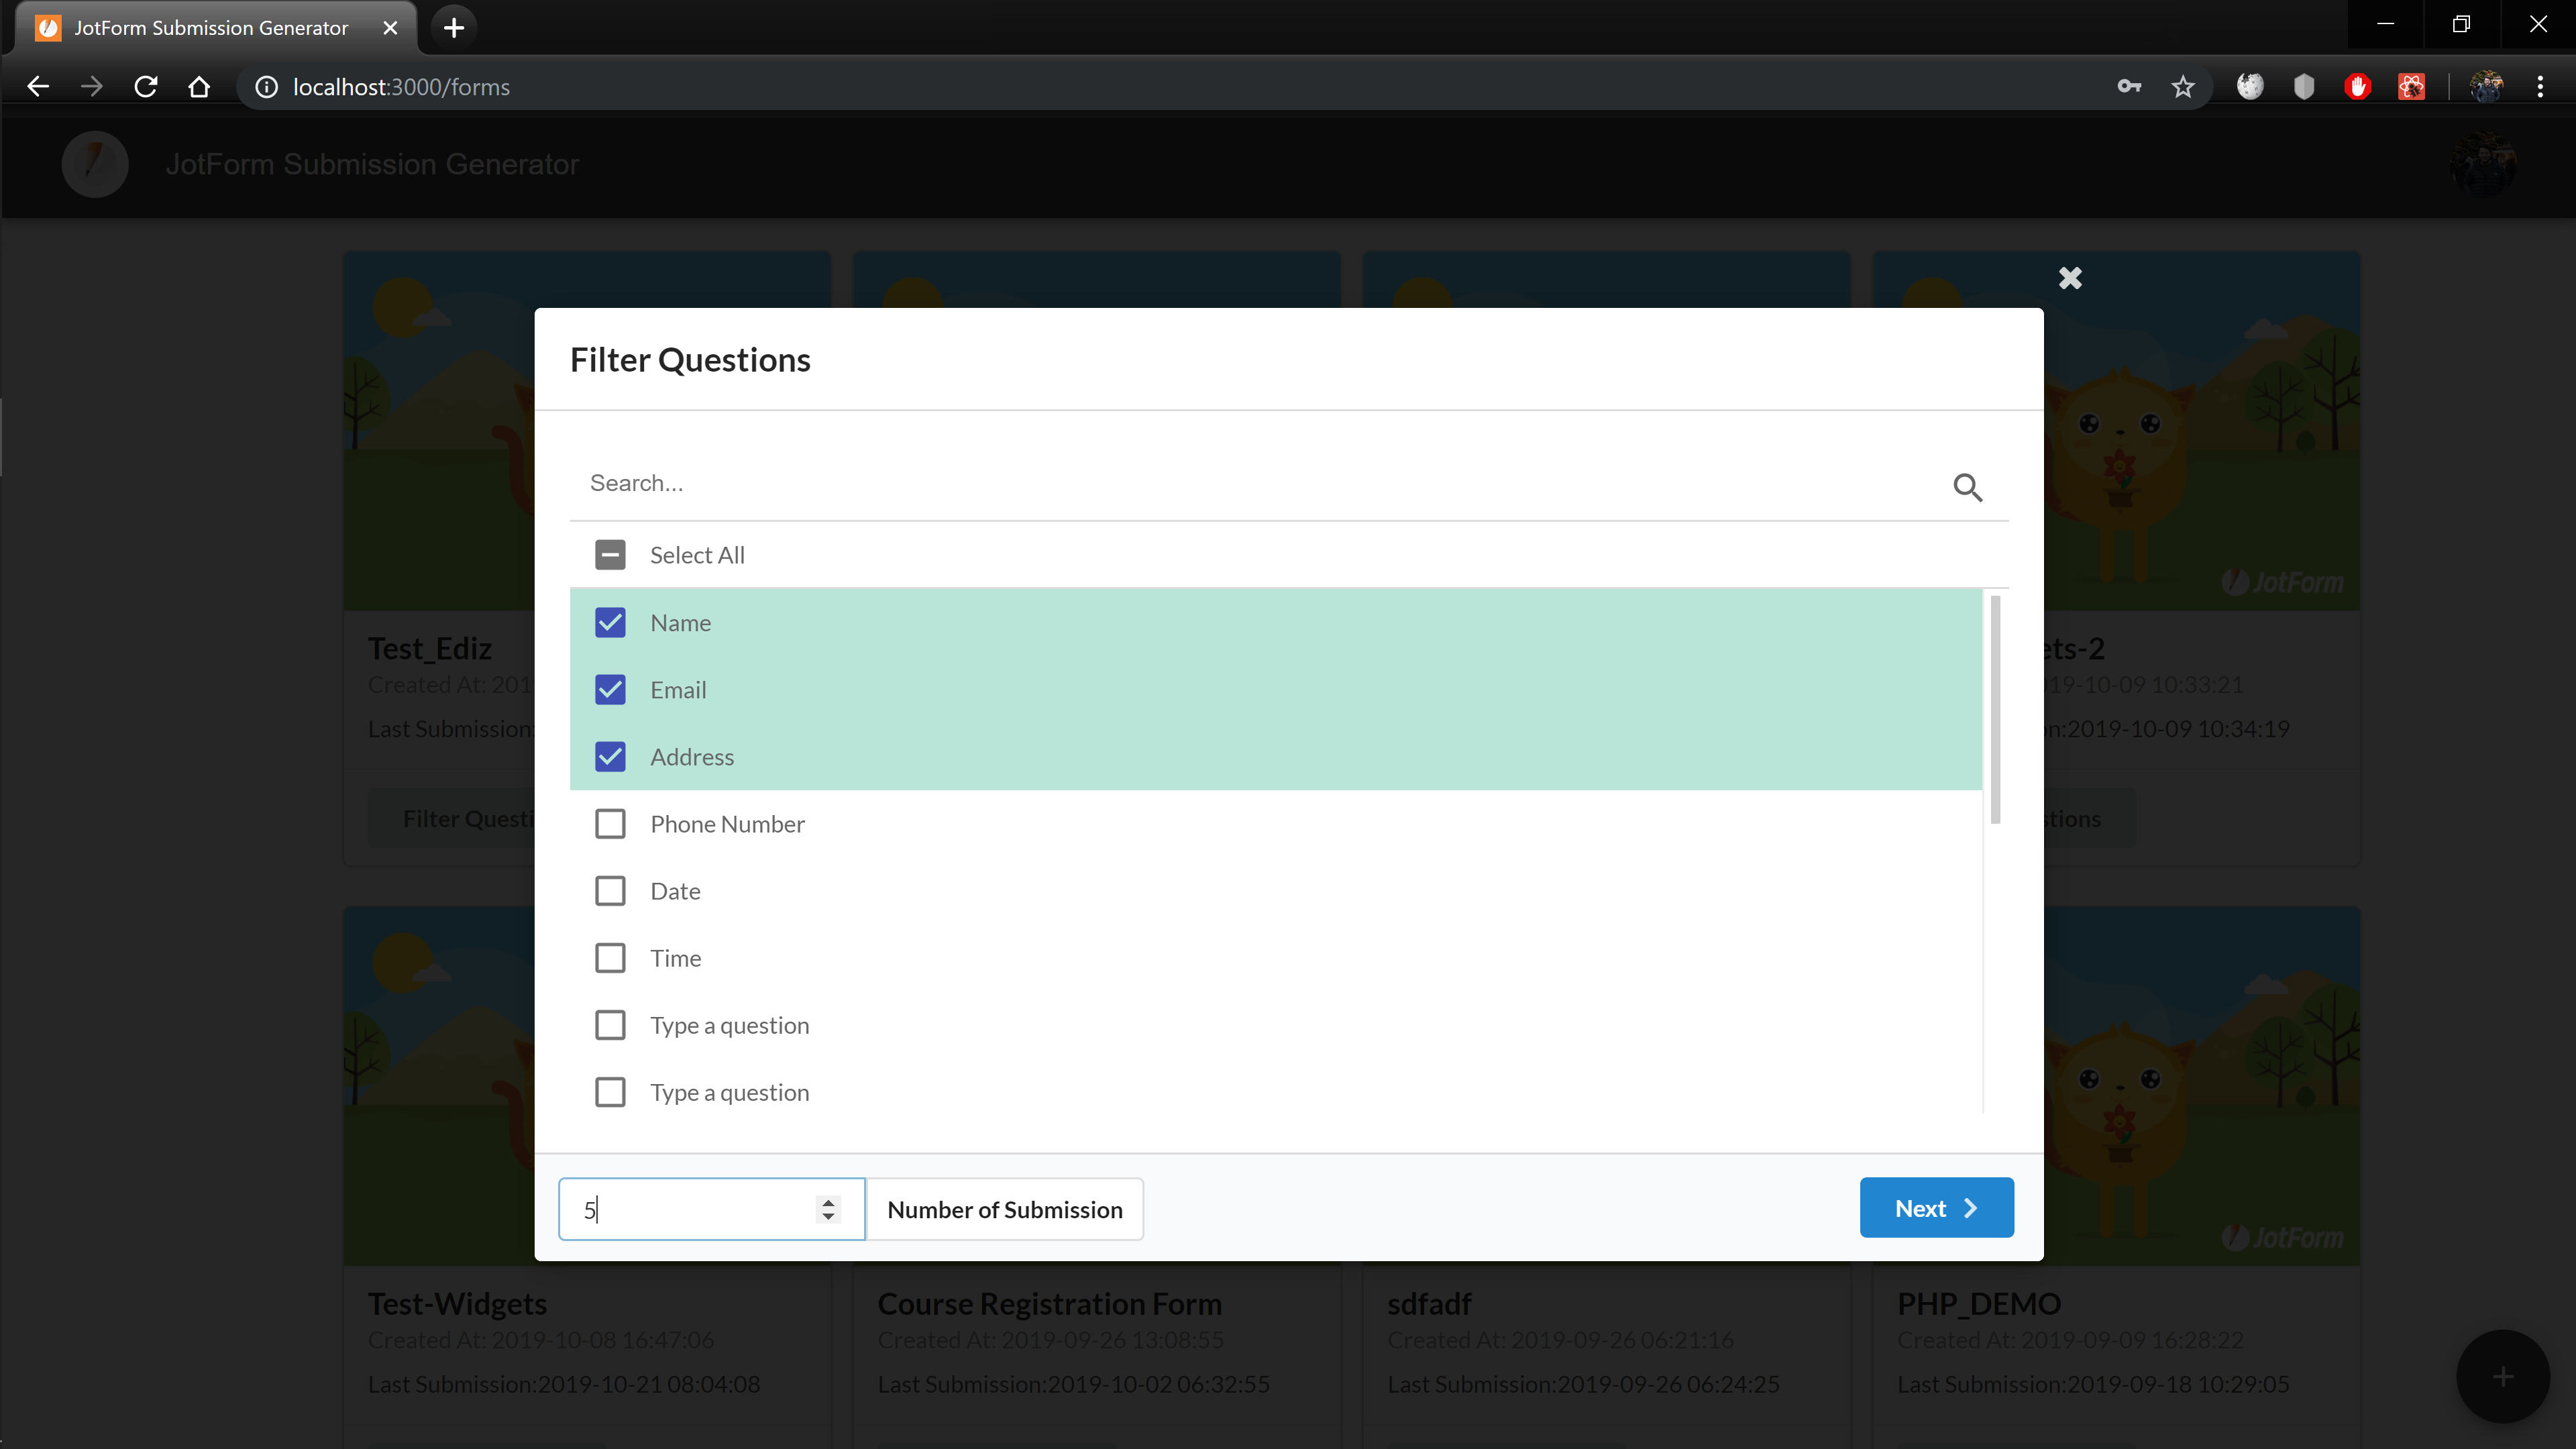 JotForm Submission Generator
localhost:3000/forms
JotForm Submission Generator
Filter Questions
Search...
Select All
Name
Email
Address
Phone Number
Date
Time
Type a question
Type a question
5
Number of Submission
Next
JotForm
Test_Ediz
Created At: 201
Last Submission:
Filter Questi
ets-2
19-10-09 10:33:21
n:2019-10-09 10:34:19
stions
JotForm
Test-Widgets
Created At: 2019-10-08 16:47:06
Last Submission:2019-10-21 08:04:08
Course Registration Form
Created At: 2019-09-26 13:08:55
Last Submission:2019-10-02 06:32:55
sdfadf
Created At: 2019-09-26 06:21:16
Last Submission:2019-09-26 06:24:25
PHP_DEMO
Created At: 2019-09-09 16:28:22
Last Submission:2019-09-18 10:29:05